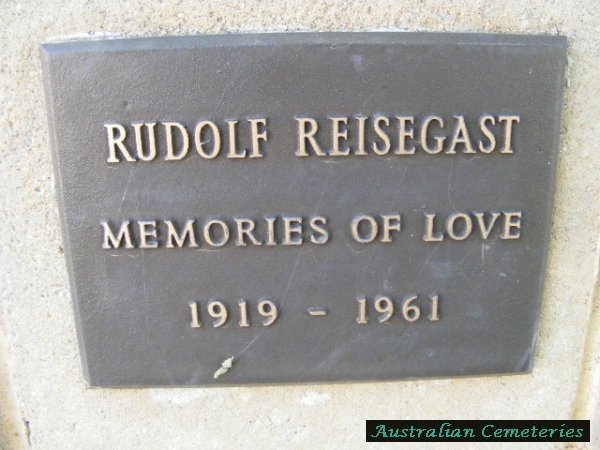 RUDOLF REISEGAST
MEMORIES OF LOVE
1919 - 1961
Australian Cemeteries